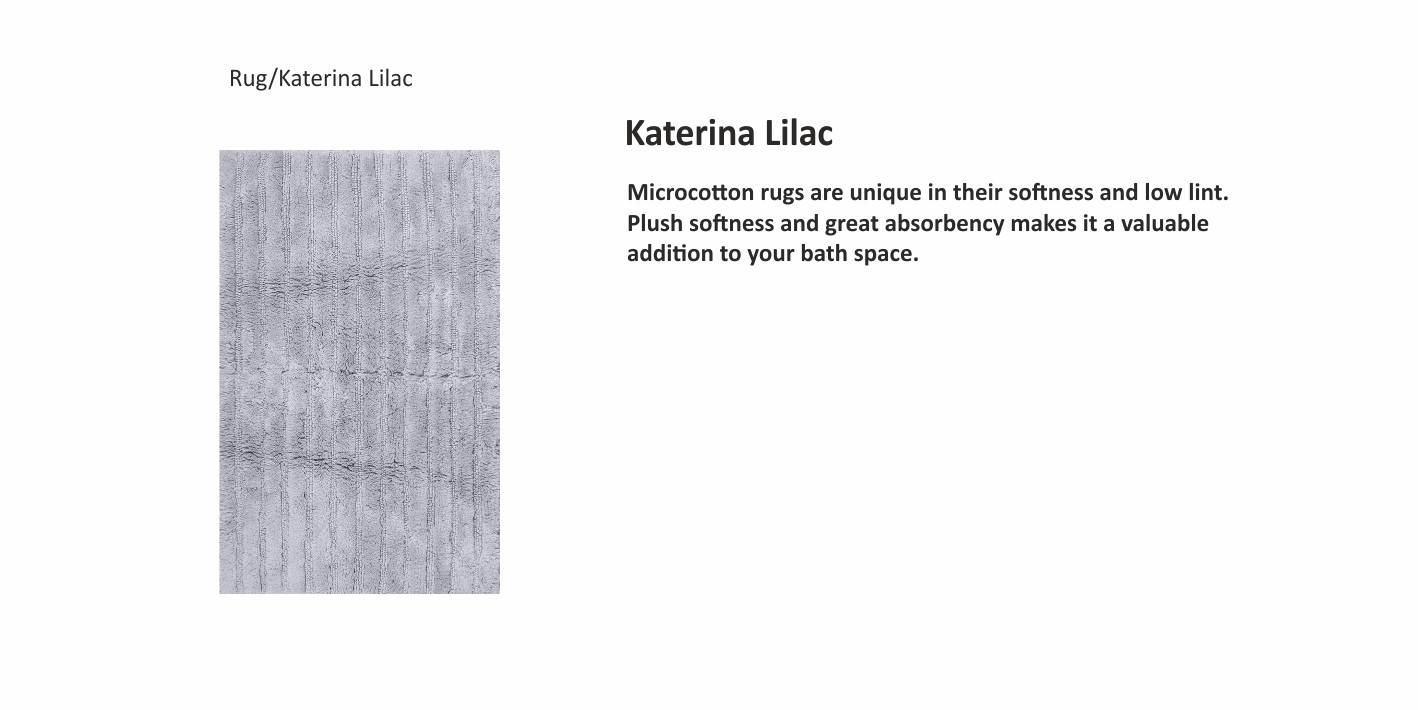 Rug/Katerina Lilac
Katerina Lilac
Microcotton rugs are unique in their softness and low lint.
Plush softness and great absorbency makes it a valuable
addition to your bath space.